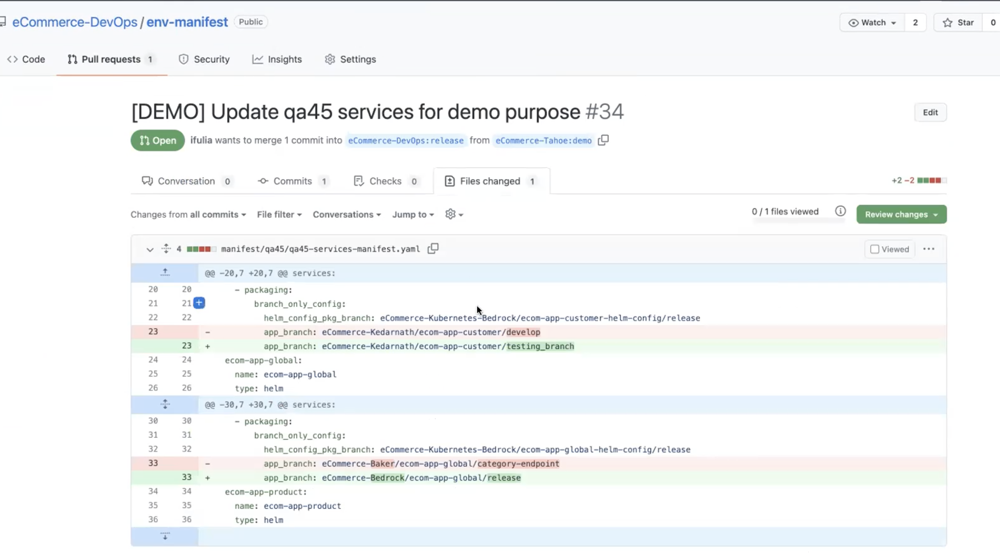 eCommerce-DevOps / env-manifest Public
Watch 2
Star 0
Code
Pull requests 1
Security
Insights
Settings
[DEMO] Update qa45 services for demo purpose #34
Edit
Open
ifulia wants to merge 1 commit into eCommerce-DevOps:release from eCommerce-Tahoe:demo
Conversation 0
Commits 1
Checks 0
Files changed 1
+2 −2
Changes from all commits
File filter
Conversations
Jump to
0 / 1 files viewed
Review changes
4 manifest/qa45/qa45-services-manifest.yaml
Viewed
@@ -20,7 +20,7 @@ services:
20 20 - packaging:
21 21 + branch_only_config:
22 22 helm_config_pkg_branch: eCommerce-Kubernetes-Bedrock/ecom-app-customer-helm-config/release
23 - app_branch: eCommerce-Kedarnath/ecom-app-customer/develop
23 + app_branch: eCommerce-Kedarnath/ecom-app-customer/testing_branch
24 24 ecom-app-global:
25 25 name: ecom-app-global
26 26 type: helm
@@ -30,7 +30,7 @@ services:
30 30 - packaging:
31 31 branch_only_config:
32 32 helm_config_pkg_branch: eCommerce-Kubernetes-Bedrock/ecom-app-global-helm-config/release
33 - app_branch: eCommerce-Baker/ecom-app-global/category-endpoint
33 + app_branch: eCommerce-Bedrock/ecom-app-global/release
34 34 ecom-app-product:
35 35 name: ecom-app-product
36 36 type: helm